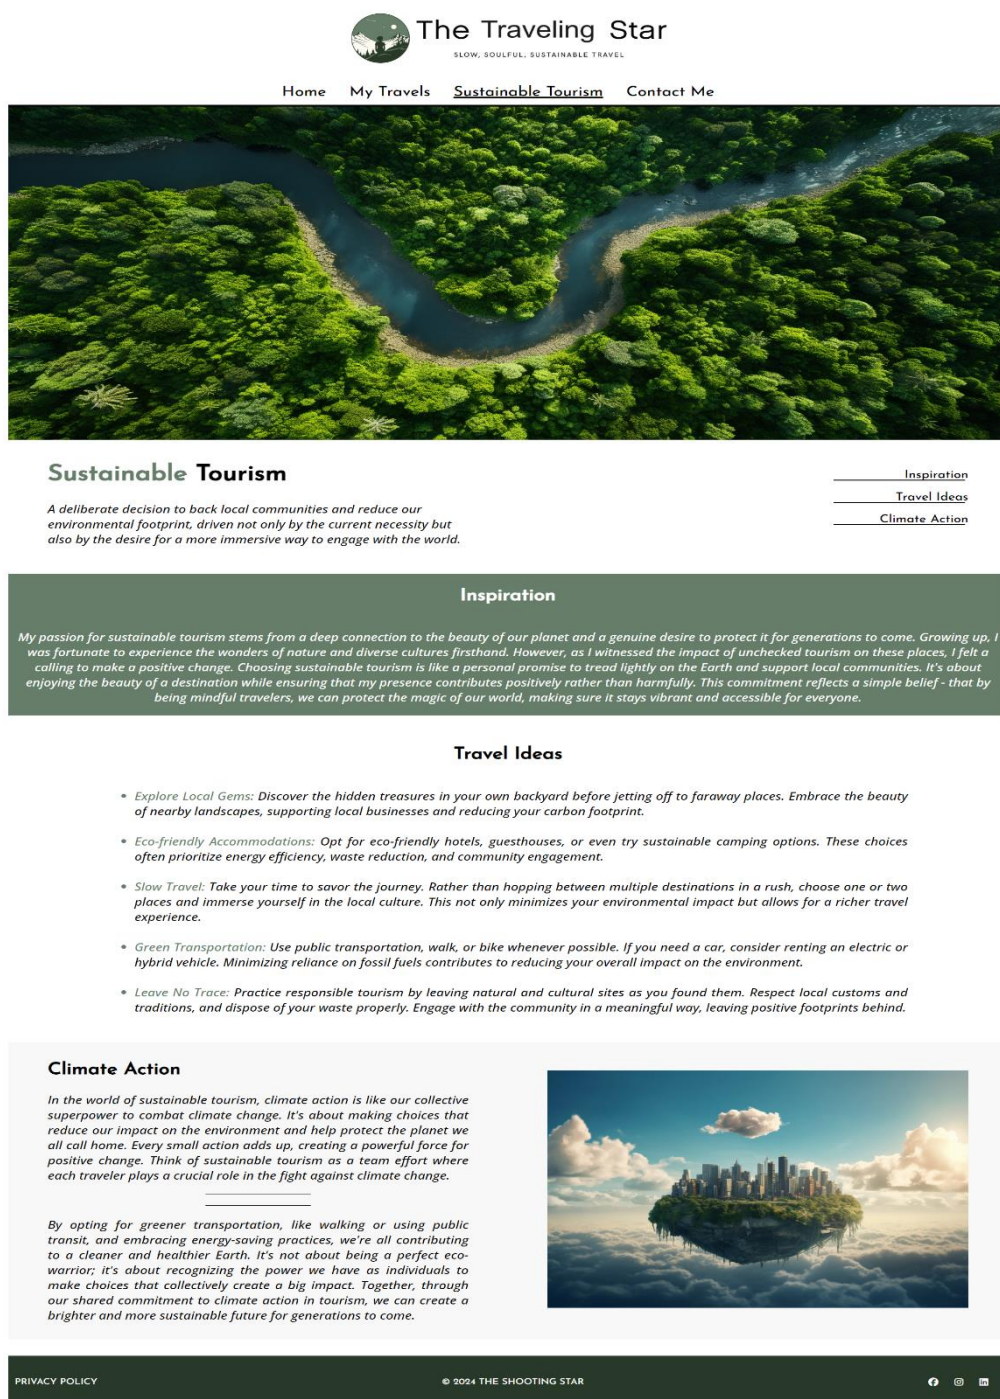 The Traveling Star
SLOW, SOULFUL, SUSTAINABLE TRAVEL
Home My Travels Sustainable Tourism Contact Me
Sustainable Tourism
A deliberate decision to back local communities and reduce our
environmental footprint, driven not only by the current necessity but
also by the desire for a more immersive way to engage with the world.
Inspiration
Travel Ideas
Climate Action
Inspiration
My passion for sustainable tourism stems from a deep connection to the beauty of our planet and a genuine desire to protect it for generations to come. Growing up, I
was fortunate to experience the wonders of nature and diverse cultures firsthand. However, as I witnessed the impact of unchecked tourism on these places, I felt a
calling to make a positive change. Choosing sustainable tourism is like a personal promise to tread lightly on the Earth and support local communities. It's about
enjoying the beauty of a destination while ensuring that my presence contributes positively rather than harmfully. This commitment reflects a simple belief - that by
being mindful travelers, we can protect the magic of our world, making sure it stays vibrant and accessible for everyone.
Travel Ideas
• Explore Local Gems: Discover the hidden treasures in your own backyard before jetting off to faraway places. Embrace the beauty
of nearby landscapes, supporting local businesses and reducing your carbon footprint.
• Eco-friendly Accommodations: Opt for eco-friendly hotels, guesthouses, or even try sustainable camping options. These choices
often prioritize energy efficiency, waste reduction, and community engagement.
• Slow Travel: Take your time to savor the journey. Rather than hopping between multiple destinations in a rush, choose one or two
places and immerse yourself in the local culture. This not only minimizes your environmental impact but allows for a richer travel
experience.
• Green Transportation: Use public transportation, walk, or bike whenever possible. If you need a car, consider renting an electric or
hybrid vehicle. Minimizing reliance on fossil fuels contributes to reducing your overall impact on the environment.
• Leave No Trace: Practice responsible tourism by leaving natural and cultural sites as you found them. Respect local customs and
traditions, and dispose of your waste properly. Engage with the community in a meaningful way, leaving positive footprints behind.
Climate Action
In the world of sustainable tourism, climate action is like our collective
superpower to combat climate change. It's about making choices that
reduce our impact on the environment and help protect the planet we
all call home. Every small action adds up, creating a powerful force for
positive change. Think of sustainable tourism as a team effort where
each traveler plays a crucial role in the fight against climate change.
By opting for greener transportation, like walking or using public
transit, and embracing energy-saving practices, we're all contributing
to a cleaner and healthier Earth. It's not about being a perfect eco-
warrior; it's about recognizing the power we have as individuals to
make choices that collectively create a big impact. Together, through
our shared commitment to climate action in tourism, we can create a
brighter and more sustainable future for generations to come.
PRIVACY POLICY
© 2024 THE SHOOTING STAR